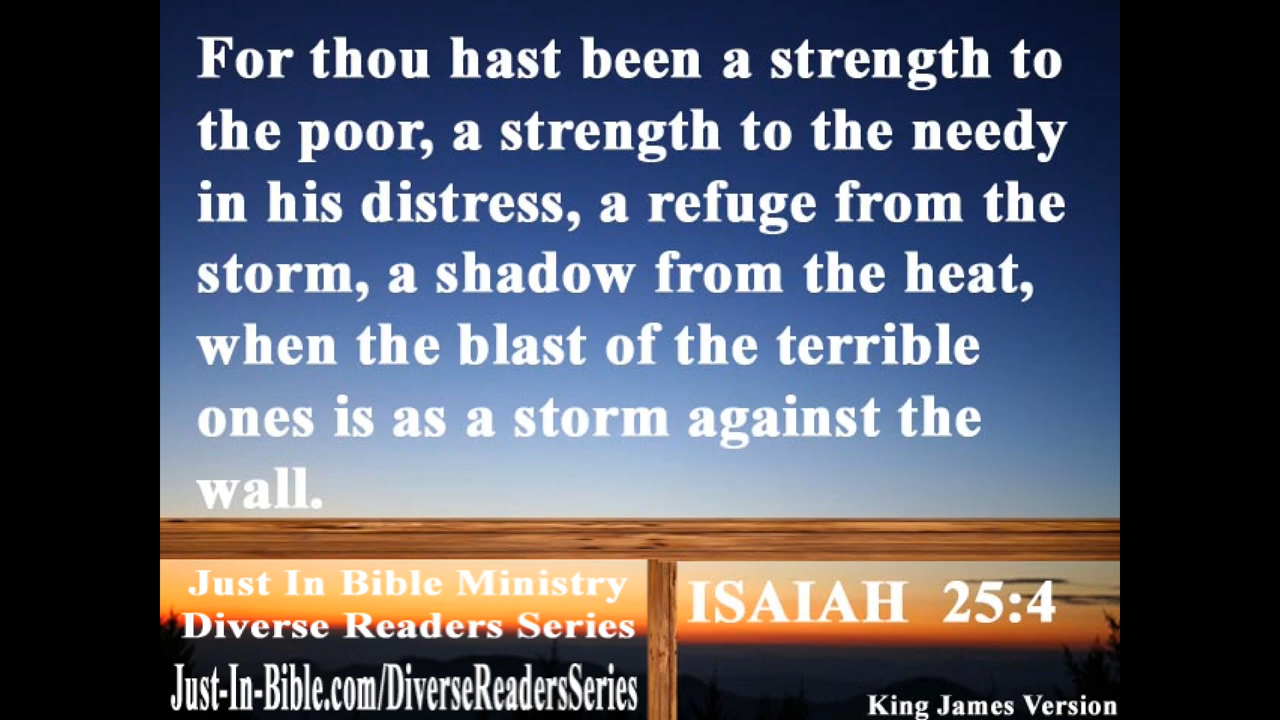 For thou hast been a strength to
the poor, a strength to the needy
in his distress, a refuge from the
storm, a shadow from the heat,
when the blast of the terrible
ones is as a storm against the
wall.
Just In Bible Ministry
Diverse Readers Series
Just-In-Bible.com/DiverseReadersSeries
ISAIAH 25:4
King James Version